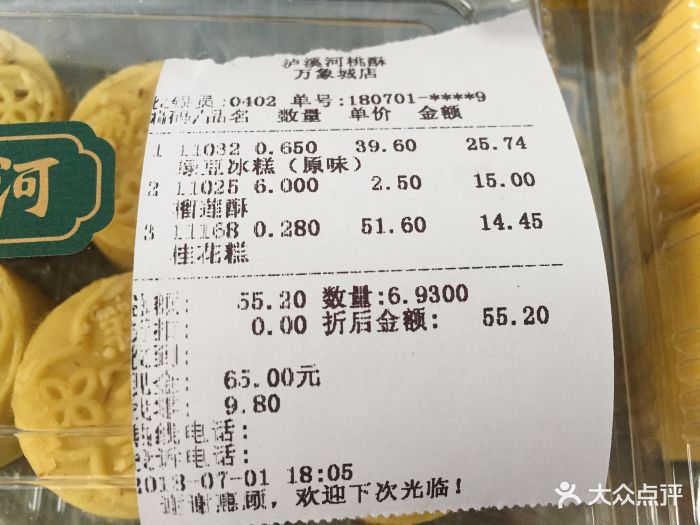 泸溪河桃酥
万象城店
员:0402 单号:180701-****9
品名 数量 单价 金额
1 11032 0.650 39.60 25.74
绿豆冰糕（原味）
2 11025 6.000 2.50 15.00
榴莲酥
3 11168 0.280 51.60 14.45
桂花糕
额: 55.20 数量:6.9300
0.00 折后金额: 55.20
65.00元
9.80
电话:
电话:
2018-07-01 18:05
谢谢惠顾，欢迎下次光临！
河
大众点评